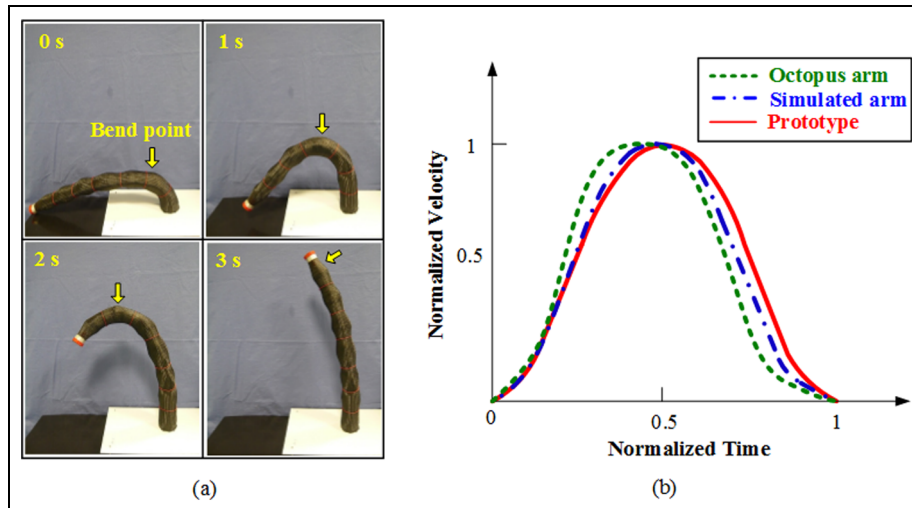 0 s
1 s
Bend point
2 s
3 s
(a)
Octopus arm
Simulated arm
Prototype
Normalized Velocity
1
0.5
0
0.5
1
Normalized Time
(b)